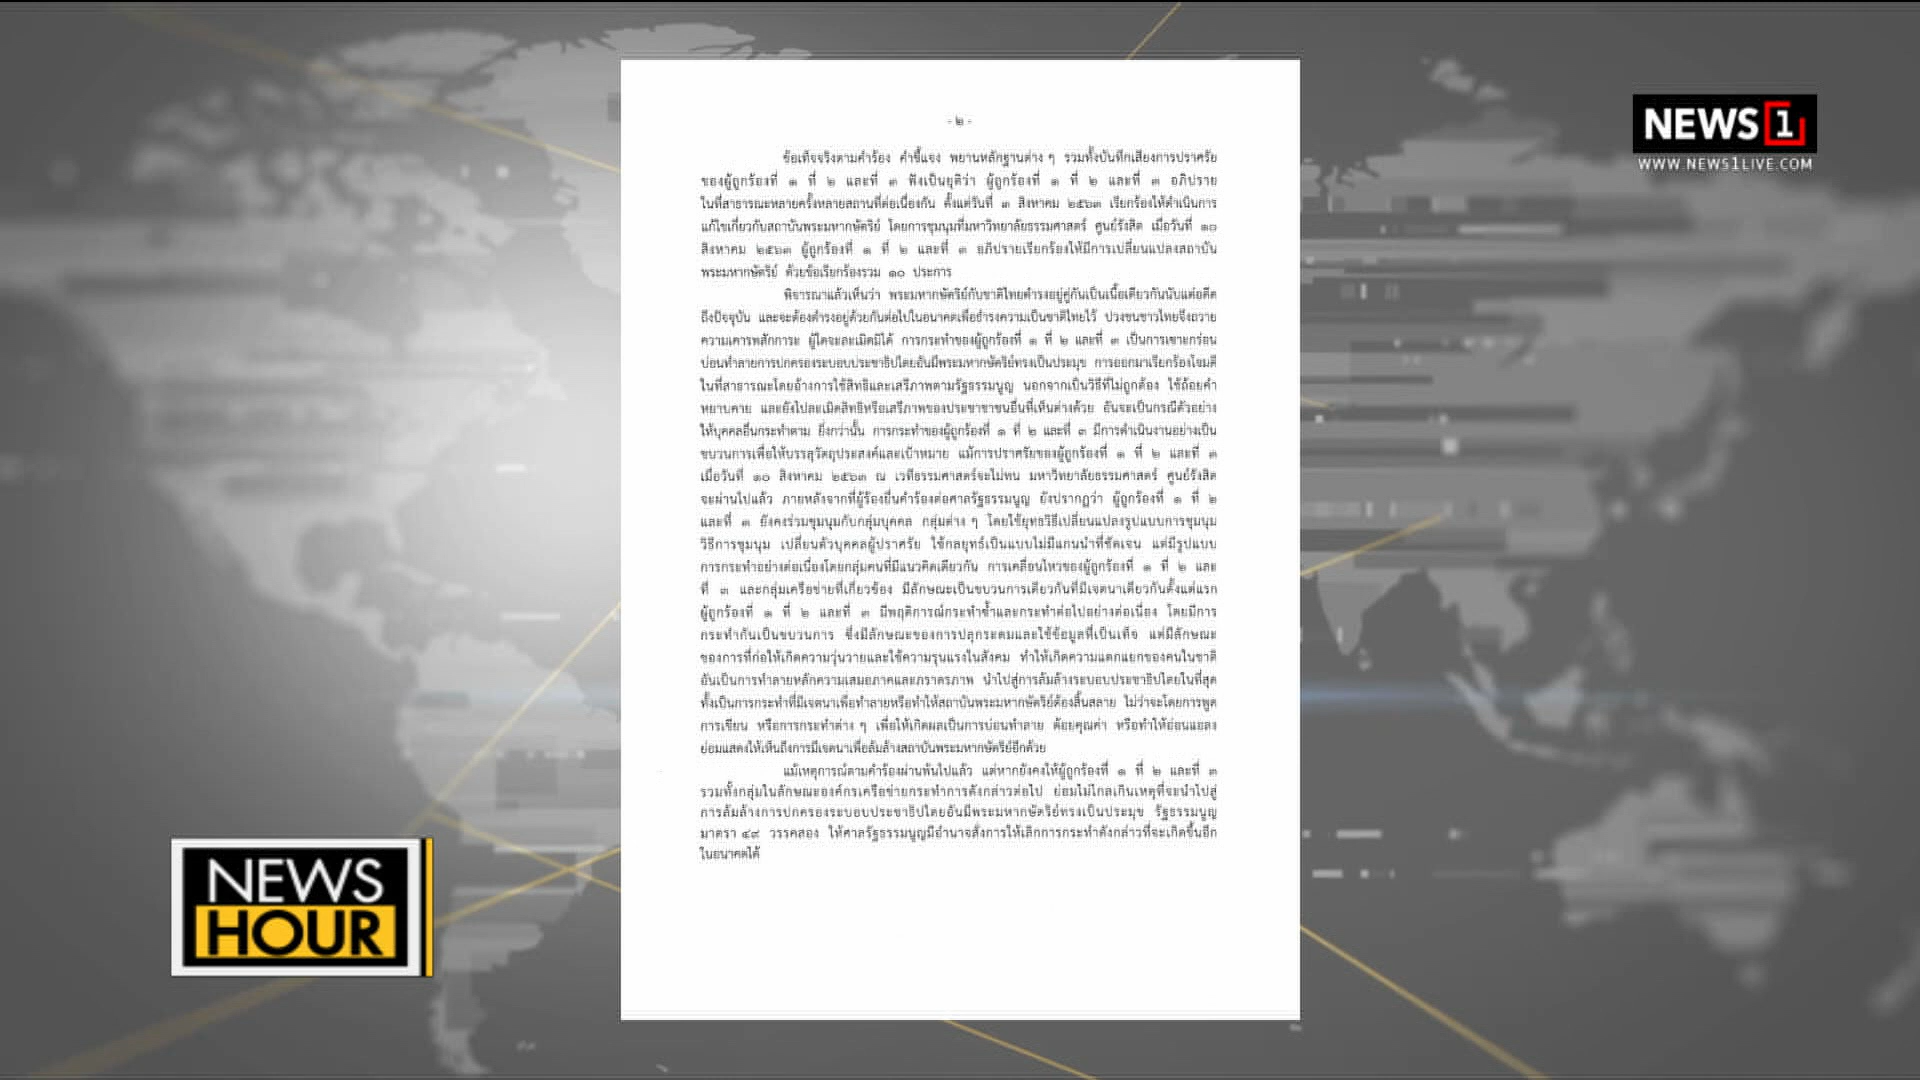 NEWS 1
WWW.NEWS1LIVE.COM
- ๒ -
ข้อเท็จจริงตามคำร้อง คำชี้แจง พยานหลักฐานต่าง ๆ รวมทั้งบันทึกเสียงการปราศรัย
ของผู้ถูกร้องที่ ๑ ที่ ๒ และที่ ๓ ฟังเป็นยุติว่า ผู้ถูกร้องที่ ๑ ที่ ๒ และที่ ๓ อภิปราย
ในที่สาธารณะหลายครั้งหลายสถานที่ต่อเนื่องกัน ตั้งแต่วันที่ ๓ สิงหาคม ๒๕๖๓ เรียกร้องให้ดำเนินการ
แก้ไขเกี่ยวกับสถาบันพระมหากษัตริย์ โดยการชุมนุมที่มหาวิทยาลัยธรรมศาสตร์ ศูนย์รังสิต เมื่อวันที่ ๑๐
สิงหาคม ๒๕๖๓ ผู้ถูกร้องที่ ๑ ที่ ๒ และที่ ๓ อภิปรายเรียกร้องให้มีการเปลี่ยนแปลงสถาบัน
พระมหากษัตริย์ ด้วยข้อเรียกร้องรวม ๑๐ ประการ
พิจารณาแล้วเห็นว่า พระมหากษัตริย์กับชาติไทยดำรงอยู่คู่กันเป็นเนื้อเดียวกันนับแต่อดีต
ถึงปัจจุบัน และจะต้องดำรงอยู่ด้วยกันต่อไปในอนาคตเพื่อธำรงความเป็นชาติไทยไว้ ปวงชนชาวไทยจึงถวาย
ความเคารพสักการะ ผู้ใดจะละเมิดมิได้ การกระทำของผู้ถูกร้องที่ ๑ ที่ ๒ และที่ ๓ เป็นการเซาะกร่อน
บ่อนทำลายการปกครองระบอบประชาธิปไตยอันมีพระมหากษัตริย์ทรงเป็นประมุข การออกมาเรียกร้องโจมตี
ในที่สาธารณะโดยอ้างการใช้สิทธิและเสรีภาพตามรัฐธรรมนูญ นอกจากเป็นวิธีที่ไม่ถูกต้อง ใช้ถ้อยคำ
หยาบคาย และยังไปละเมิดสิทธิหรือเสรีภาพของประชาชนอื่นที่เห็นต่างด้วย อันจะเป็นกรณีตัวอย่าง
ให้บุคคลอื่นกระทำตาม ยิ่งกว่านั้น การกระทำของผู้ถูกร้องที่ ๑ ที่ ๒ และที่ ๓ มีการดำเนินงานอย่างเป็น
ขบวนการเพื่อให้บรรลุวัตถุประสงค์และเป้าหมาย แม้การปราศรัยของผู้ถูกร้องที่ ๑ ที่ ๒ และที่ ๓
เมื่อวันที่ ๑๐ สิงหาคม ๒๕๖๓ ณ เวทีธรรมศาสตร์จะไม่ทน มหาวิทยาลัยธรรมศาสตร์ ศูนย์รังสิต
จะผ่านไปแล้ว ภายหลังจากที่ผู้ร้องยื่นคำร้องต่อศาลรัฐธรรมนูญ ยังปรากฏว่า ผู้ถูกร้องที่ ๑ ที่ ๒
และที่ ๓ ยังคงร่วมชุมนุมกับกลุ่มบุคคล กลุ่มต่าง ๆ โดยใช้ยุทธวิธีเปลี่ยนแปลงรูปแบบการชุมนุม
วิธีการชุมนุม เปลี่ยนตัวบุคคลผู้ปราศรัย ใช้กลยุทธ์เป็นแบบไม่มีแกนนำที่ชัดเจน แต่มีรูปแบบ
การกระทำอย่างต่อเนื่องโดยกลุ่มคนที่มีแนวคิดเดียวกัน การเคลื่อนไหวของผู้ถูกร้องที่ ๑ ที่ ๒ และ
ที่ ๓ และกลุ่มเครือข่ายที่เกี่ยวข้อง มีลักษณะเป็นขบวนการเดียวกันที่มีเจตนาเดียวกันตั้งแต่แรก
ผู้ถูกร้องที่ ๑ ที่ ๒ และที่ ๓ มีพฤติการณ์กระทำซ้ำและกระทำต่อไปอย่างต่อเนื่อง โดยมีการ
กระทำกันเป็นขบวนการ ซึ่งมีลักษณะของการปลุกระดมและใช้ข้อมูลที่เป็นเท็จ แต่มีลักษณะ
ของการที่ก่อให้เกิดความวุ่นวายและใช้ความรุนแรงในสังคม ทำให้เกิดความแตกแยกของคนในชาติ
อันเป็นการทำลายหลักความเสมอภาคและภราดรภาพ นำไปสู่การล้มล้างระบอบประชาธิปไตยในที่สุด
ทั้งเป็นการกระทำที่มีเจตนาเพื่อทำลายหรือทำให้สถาบันพระมหากษัตริย์ต้องสิ้นสลาย ไม่ว่าจะโดยการพูด
การเขียน หรือการกระทำต่าง ๆ เพื่อให้เกิดผลเป็นการบ่อนทำลาย ด้อยคุณค่า หรือทำให้อ่อนแอลง
ย่อมแสดงให้เห็นถึงการมีเจตนาเพื่อล้มล้างสถาบันพระมหากษัตริย์อีกด้วย
แม้เหตุการณ์ตามคำร้องผ่านพ้นไปแล้ว แต่หากยังคงให้ผู้ถูกร้องที่ ๑ ที่ ๒ และที่ ๓
รวมทั้งกลุ่มในลักษณะองค์กรเครือข่ายกระทำการดังกล่าวต่อไป ย่อมไม่ไกลเกินเหตุที่จะนำไปสู่
การล้มล้างการปกครองระบอบประชาธิปไตยอันมีพระมหากษัตริย์ทรงเป็นประมุข รัฐธรรมนูญ
มาตรา ๔๙ วรรคสอง ให้ศาลรัฐธรรมนูญมีอำนาจสั่งการให้เลิกการกระทำดังกล่าวที่จะเกิดขึ้นอีก
ในอนาคตได้
NEWS
HOUR